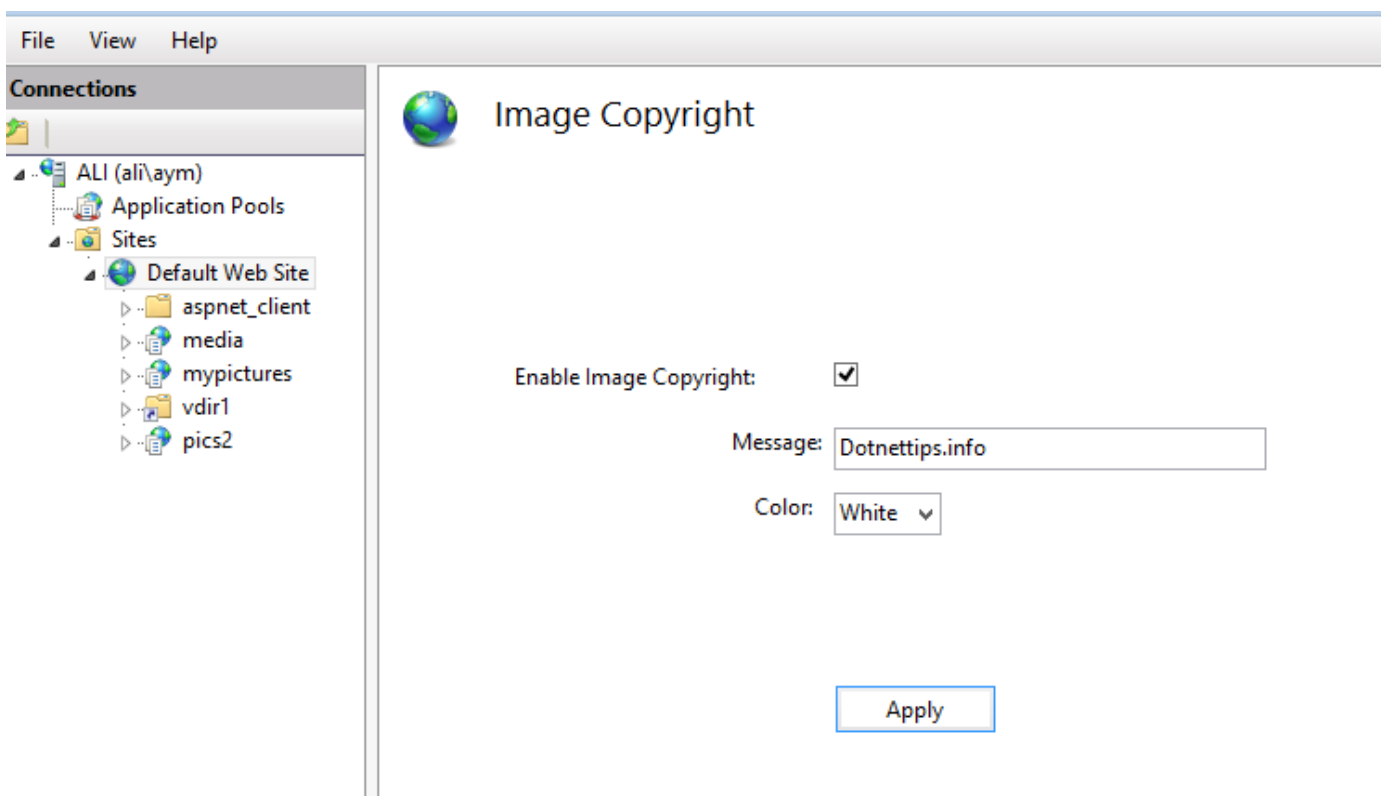 File View Help
Connections
ALI (ali\aym)
Application Pools
Sites
Default Web Site
aspnet_client
media
mypictures
vdir1
pics2
Image Copyright
Enable Image Copyright:
Message: Dotnettips.info
Color: White
Apply